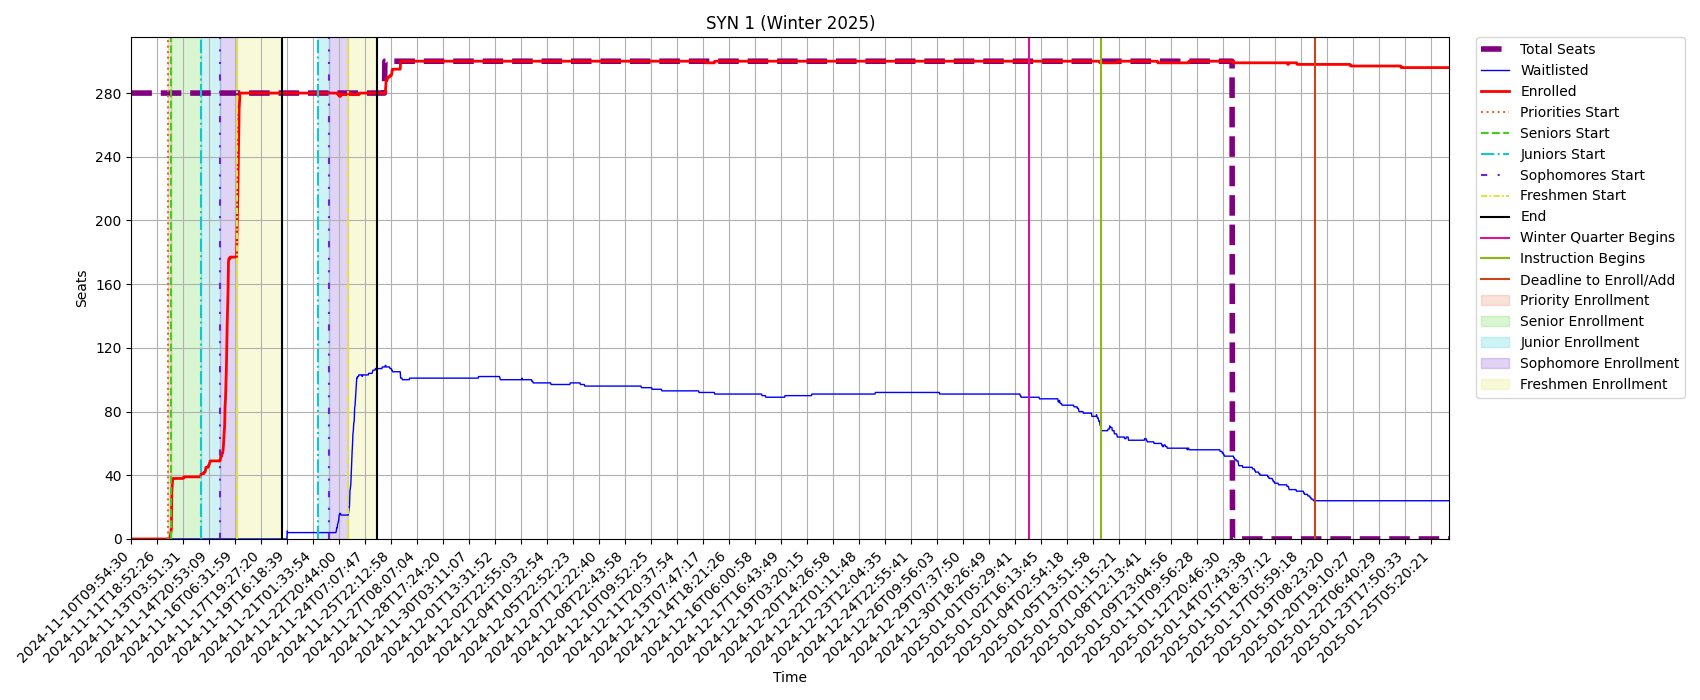 SYN 1 (Winter 2025)
Seats
280
240
200
160
120
80
40
0
2024-11-10T09:54:30
2024-11-11T18:52:26
2024-11-13T03:51:31
2024-11-14T20:53:09
2024-11-16T06:31:59
2024-11-17T19:27:20
2024-11-19T16:18:39
2024-11-21T01:33:54
2024-11-22T20:44:00
2024-11-24T07:07:47
2024-11-25T22:12:58
2024-11-27T08:07:04
2024-11-28T17:24:20
2024-11-30T03:11:07
2024-12-01T13:31:52
2024-12-02T22:55:03
2024-12-04T10:32:54
2024-12-05T22:52:23
2024-12-07T12:22:40
2024-12-08T22:43:58
2024-12-10T09:52:25
2024-12-11T20:37:54
2024-12-13T07:47:17
2024-12-14T18:21:26
2024-12-16T06:00:58
2024-12-17T16:43:49
2024-12-19T03:20:15
2024-12-20T14:26:58
2024-12-22T01:11:48
2024-12-23T12:04:35
2024-12-24T22:55:41
2024-12-26T09:56:03
2024-12-29T07:37:50
2024-12-30T18:26:49
2025-01-01T05:29:41
2025-01-02T16:13:45
2025-01-04T02:54:18
2025-01-05T13:51:58
2025-01-07T01:15:21
2025-01-08T12:13:41
2025-01-09T23:04:56
2025-01-11T09:56:28
2025-01-12T20:46:30
2025-01-14T07:43:38
2025-01-15T18:37:12
2025-01-17T05:59:18
2025-01-19T08:23:20
2025-01-20T19:10:27
2025-01-22T06:40:29
2025-01-23T17:50:33
2025-01-25T05:20:21
Time
Total Seats
Waitlisted
Enrolled
Priorities Start
Seniors Start
Juniors Start
Sophomores Start
Freshmen Start
End
Winter Quarter Begins
Instruction Begins
Deadline to Enroll/Add
Priority Enrollment
Senior Enrollment
Junior Enrollment
Sophomore Enrollment
Freshmen Enrollment